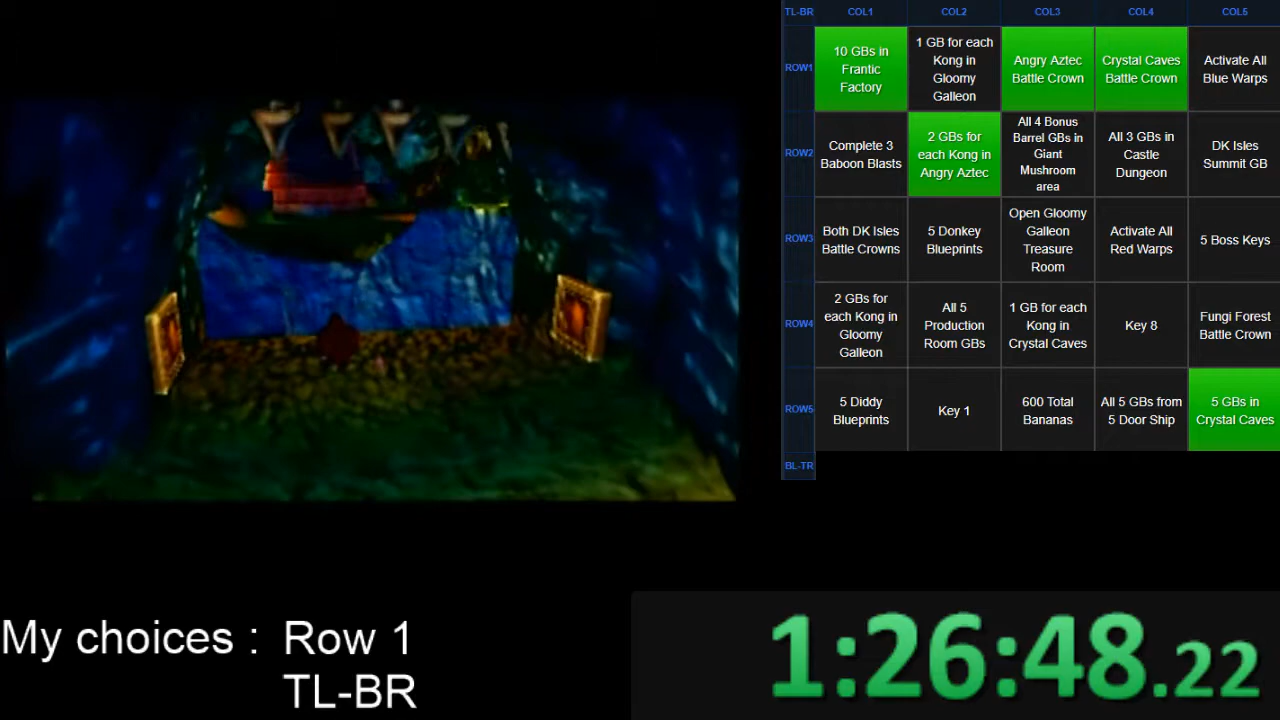 TL-BR COL1 COL2 COL3 COL4 COL5
ROW1
10 GBs in
Frantic
Factory
1 GB for each
Kong in
Gloomy
Galleon
Angry Aztec
Battle Crown
Crystal Caves
Battle Crown
Activate All
Blue Warps
ROW2
Complete 3
Baboon Blasts
2 GBs for
each Kong in
Angry Aztec
All 4 Bonus
Barrel GBs in
Giant
Mushroom
area
All 3 GBs in
Castle
Dungeon
DK Isles
Summit GB
ROW3
Both DK Isles
Battle Crowns
5 Donkey
Blueprints
Open Gloomy
Galleon
Treasure
Room
Activate All
Red Warps
5 Boss Keys
ROW4
2 GBs for
each Kong in
Gloomy
Galleon
All 5
Production
Room GBs
1 GB for each
Kong in
Crystal Caves
Key 8
Fungi Forest
Battle Crown
ROW5
5 Diddy
Blueprints
Key 1
600 Total
Bananas
All 5 GBs from
5 Door Ship
5 GBs in
Crystal Caves
BL-TR
My choices : Row 1
TL-BR
1:26:48.22